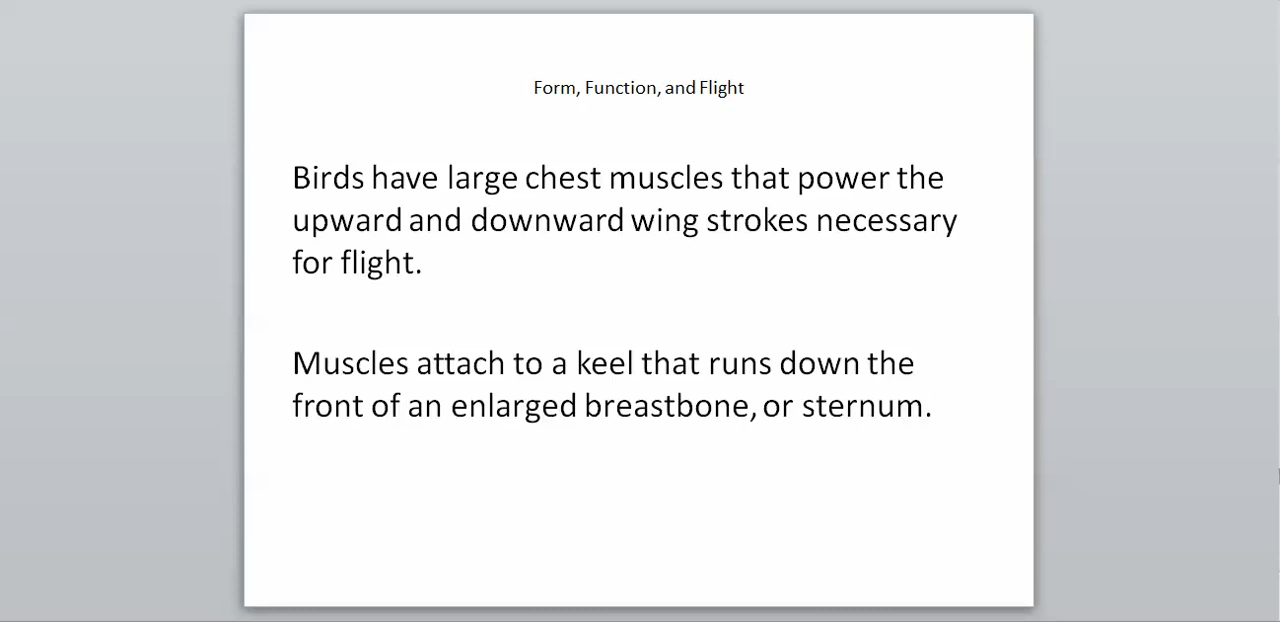 Form, Function, and Flight
Birds have large chest muscles that power the
upward and downward wing strokes necessary
for flight.
Muscles attach to a keel that runs down the
front of an enlarged breastbone, or sternum.